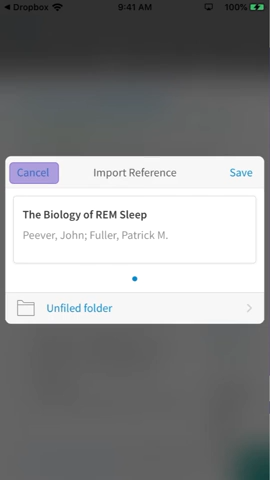 Dropbox 9:41 AM 100%
Cancel Import Reference Save
The Biology of REM Sleep
Peever, John; Fuller, Patrick M.
Unfiled folder